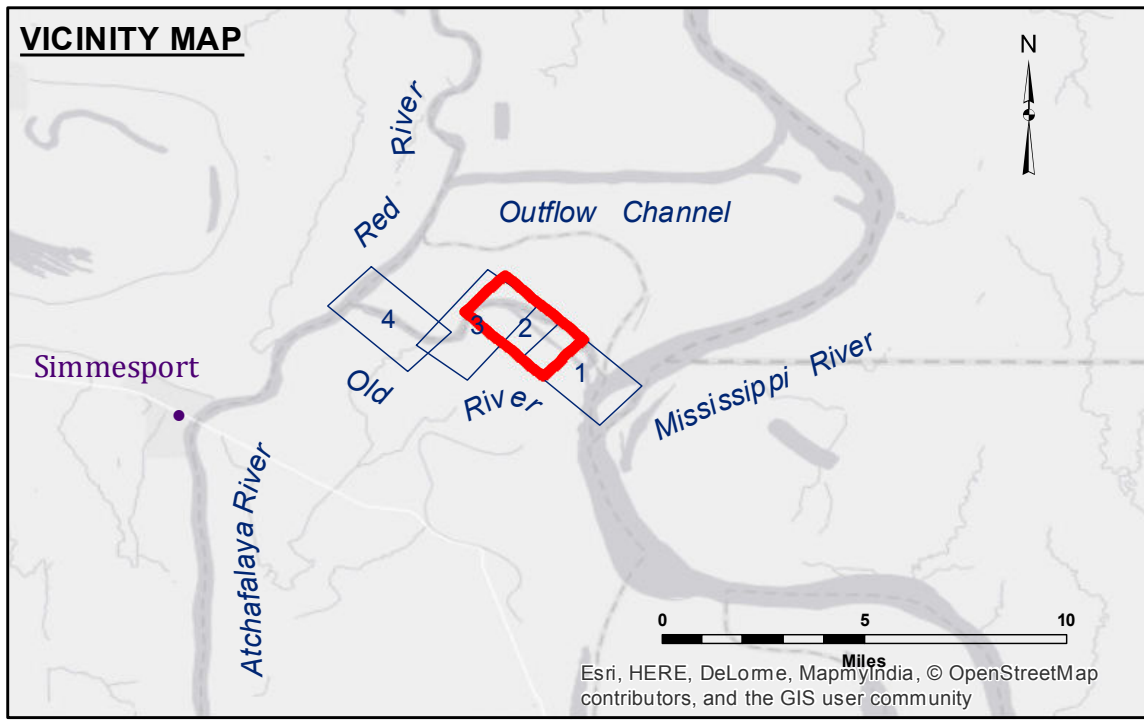 VICINITY MAP
N
Red River
Outflow Channel
4
3
2
1
Simmesport
Old River
Mississippi River
Atchafalaya River
0 5 10
Miles
Esri, HERE, DeLorme, MapmyIndia, © OpenStreetMap
contributors, and the GIS user community